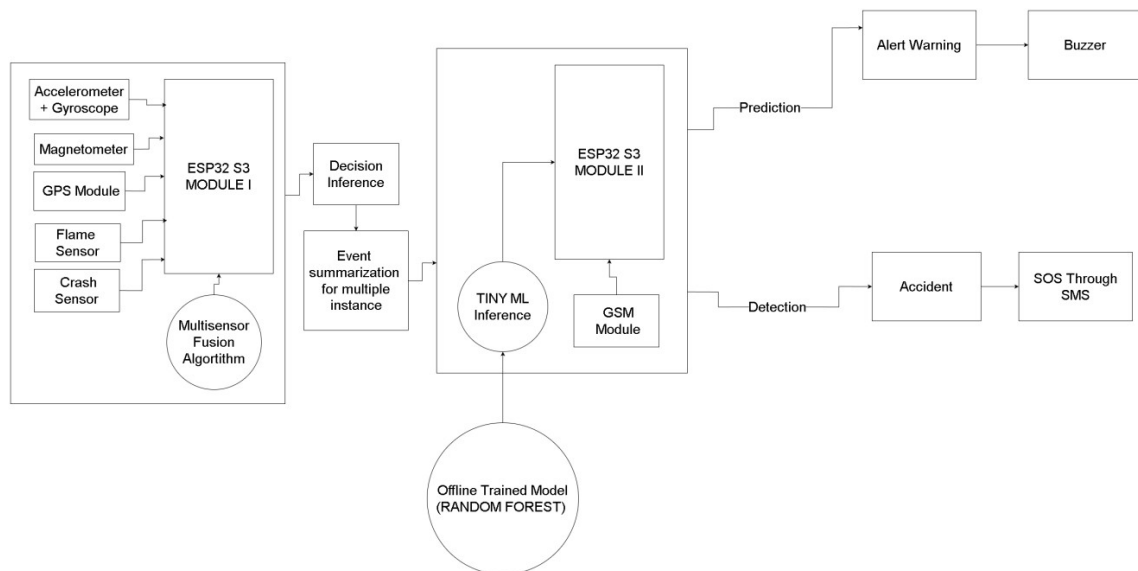 Accelerometer
+ Gyroscope
Magnetometer
GPS Module
Flame
Sensor
Crash
Sensor
ESP32 S3
MODULE I
Multisensor
Fusion
Algortithm
Decision
Inference
Event
summarization
for multiple
instance
TINY ML
Inference
ESP32 S3
MODULE II
GSM
Module
Offline Trained Model
(RANDOM FOREST)
Prediction
Alert Warning
Buzzer
Detection
Accident
SOS Through
SMS